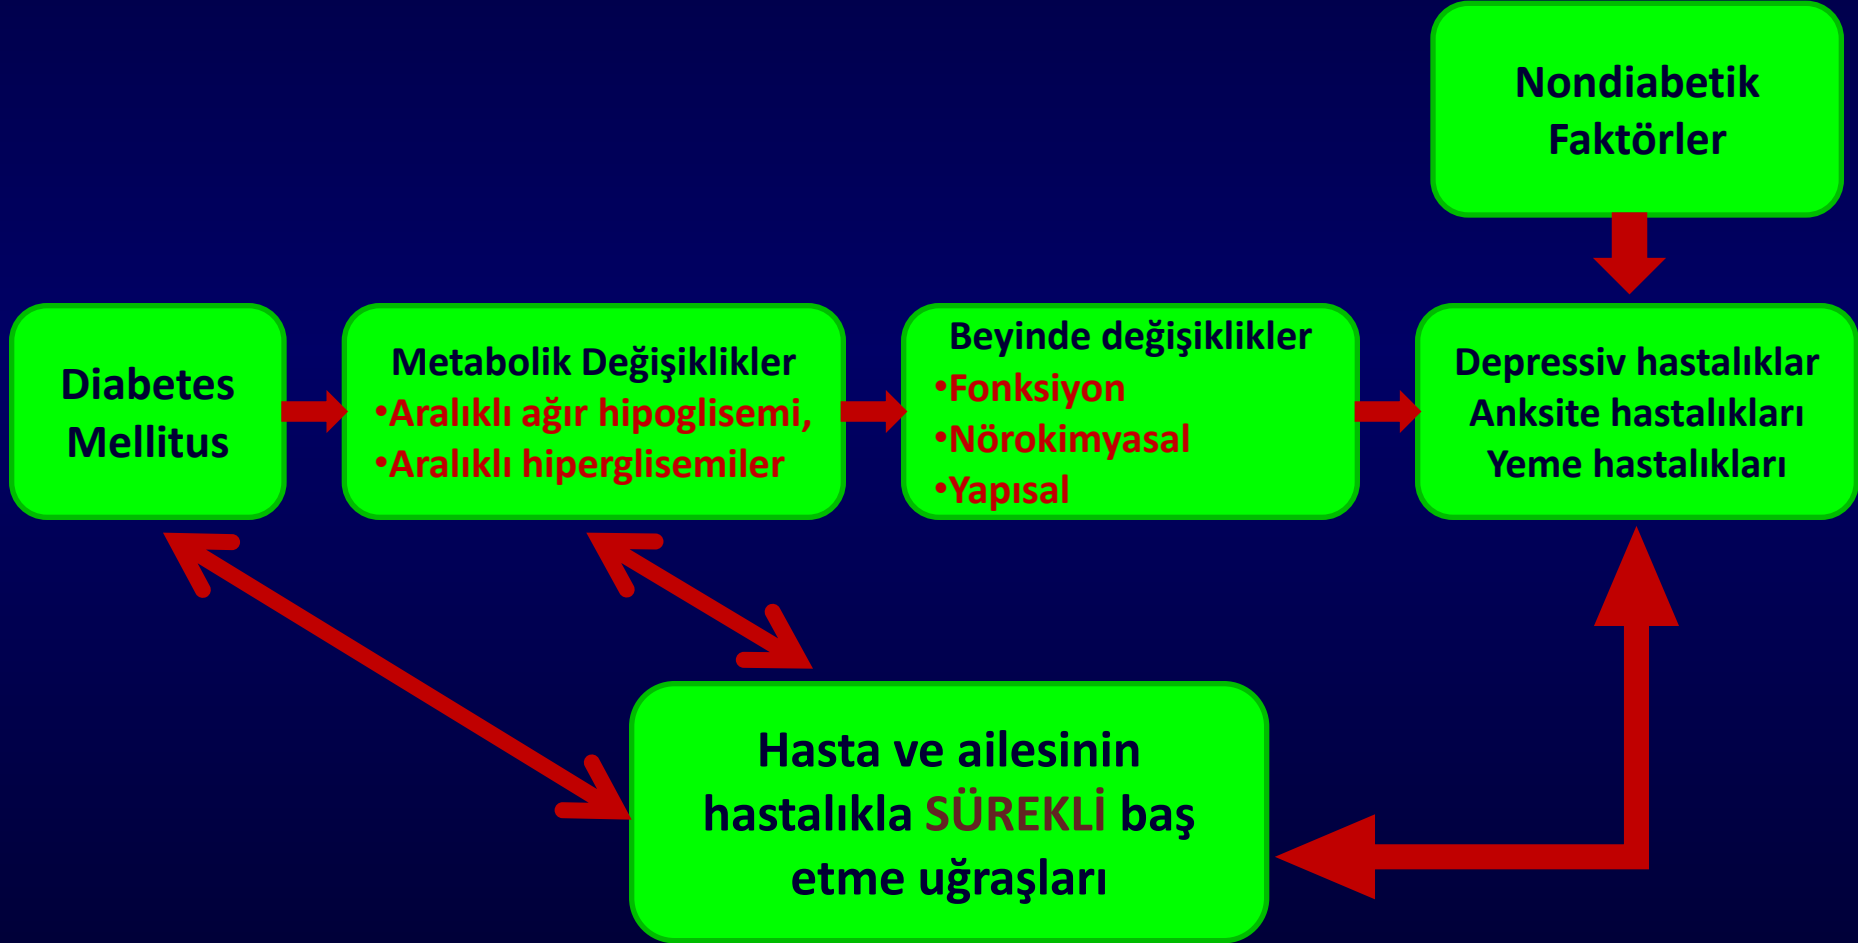 Nondiabetik
Faktörler
Diabetes
Mellitus
Metabolik Değişiklikler
•Aralıklı ağır hipoglisemi,
•Aralıklı hiperglisemiler
Beyinde değişiklikler
•Fonksiyon
•Nörokimyasal
•Yapısal
Depressiv hastalıklar
Anksite hastalıkları
Yeme hastalıkları
Hasta ve ailesinin
hastalıkla SÜREKLİ baş
etme uğraşları